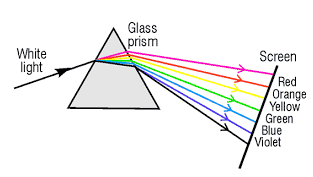 Glass
prism
White
light
Screen
Red
Orange
Yellow
Green
Blue
Violet